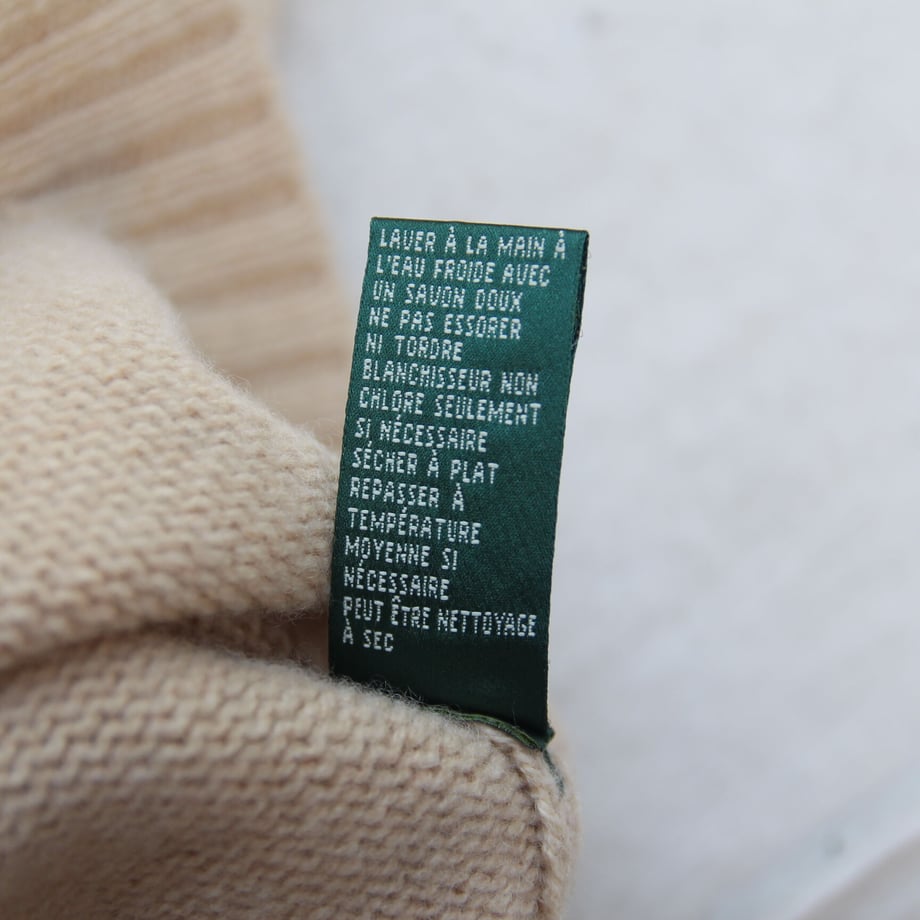 LAVER À LA MAIN À
L'EAU FROIDE AVEC
UN SAVON DOUX
NE PAS ESSORER
NI TORDRE
BLANCHISSEUR NON
CHLORE SEULEMENT
SI NÉCESSAIRE
SÉCHER À PLAT
REPASSER À
TEMPÉRATURE
MOYENNE SI
NÉCESSAIRE
PEUT ÊTRE NETTOYAGE
À SEC